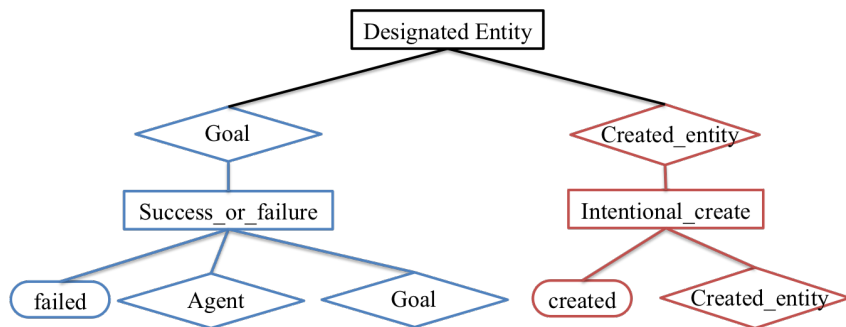 Designated Entity
Goal
Created_entity
Success_or_failure
Intentional_create
failed
Agent
Goal
created
Created_entity